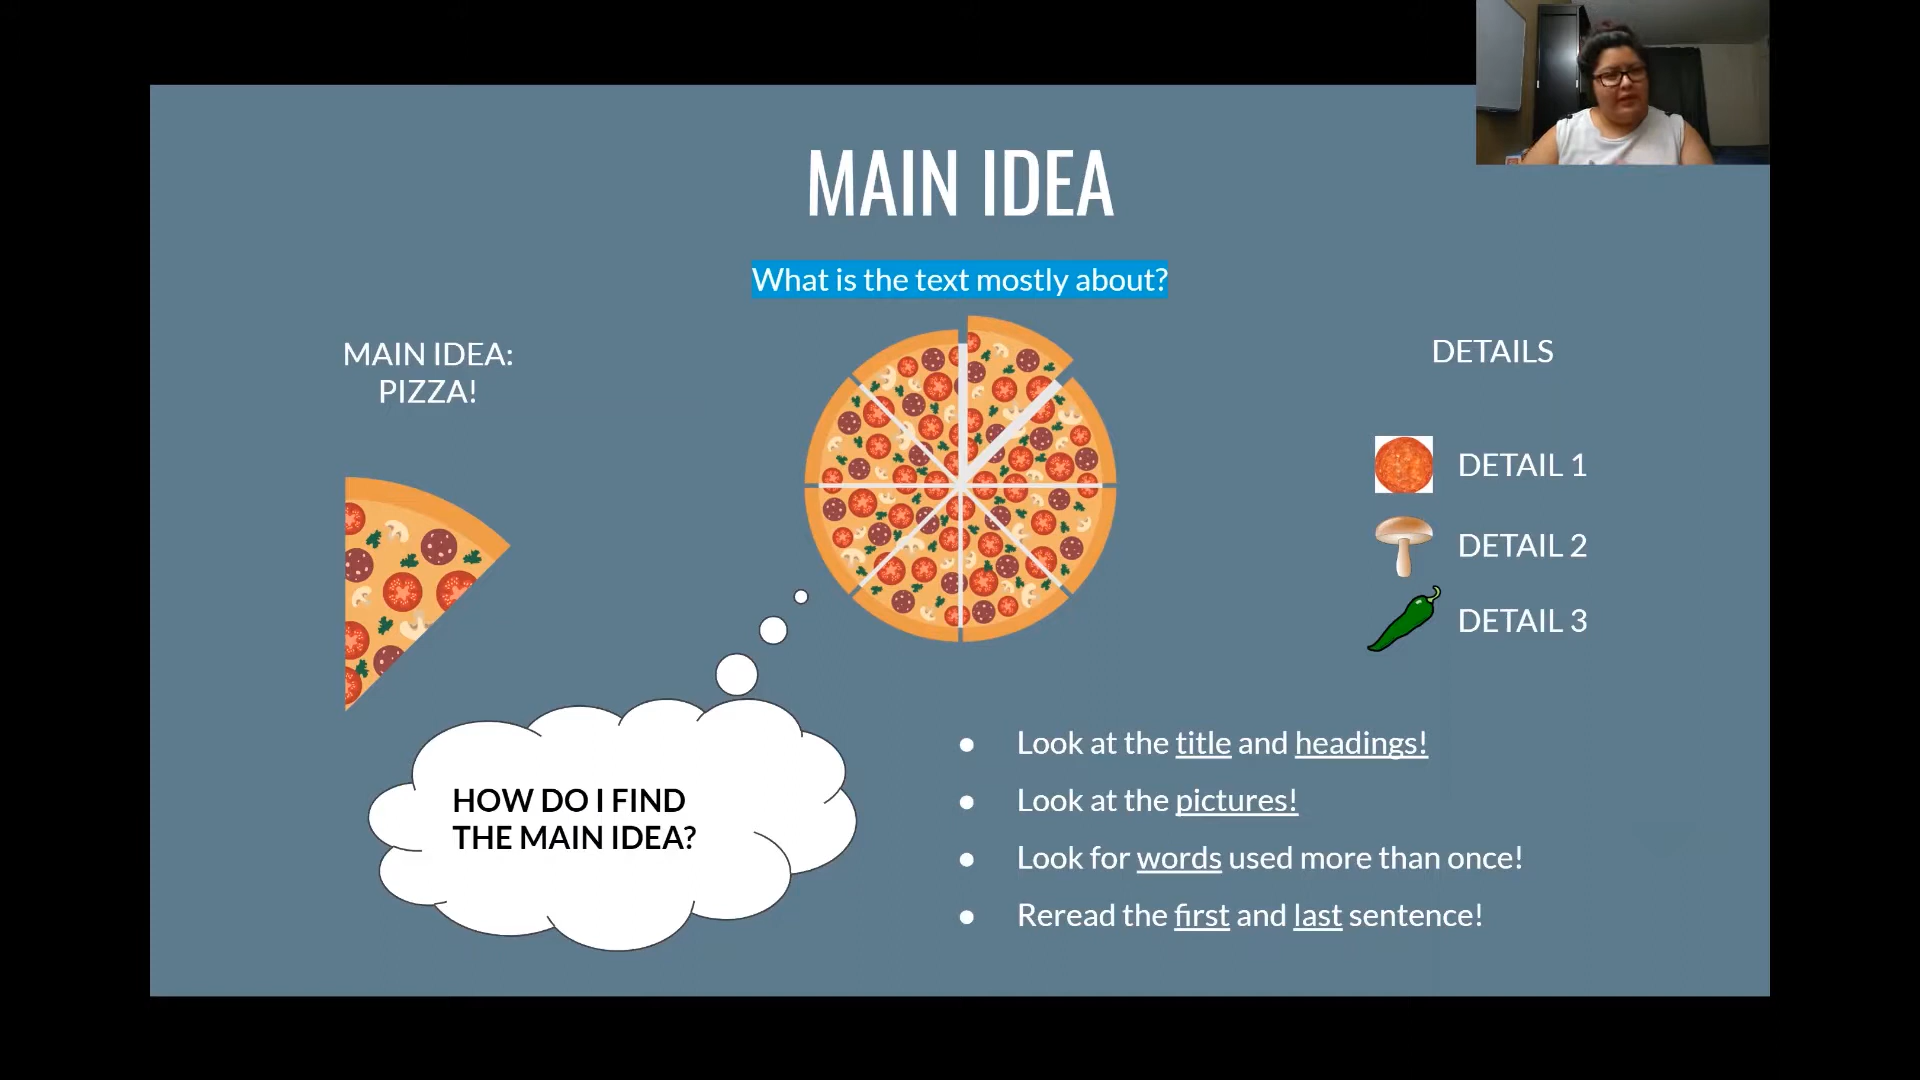 MAIN IDEA
What is the text mostly about?
MAIN IDEA:
PIZZA!
DETAILS
DETAIL 1
DETAIL 2
DETAIL 3
HOW DO I FIND
THE MAIN IDEA?
● Look at the title and headings!
● Look at the pictures!
● Look for words used more than once!
● Reread the first and last sentence!